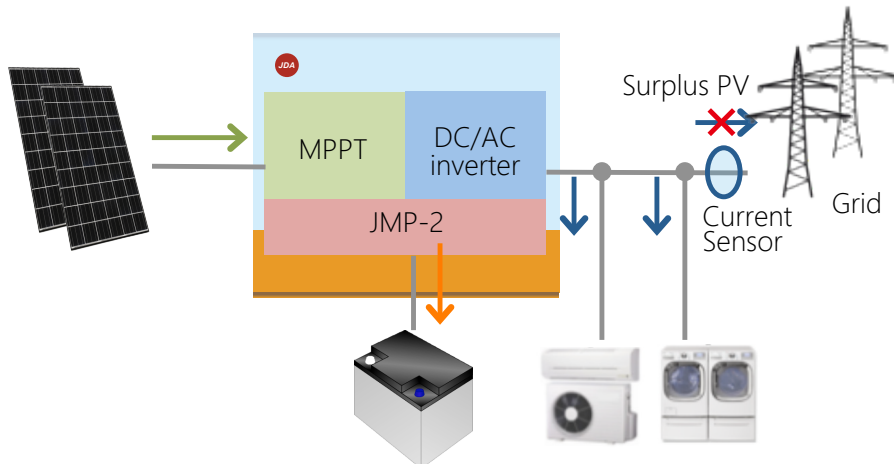 JDA
Surplus PV
MPPT
DC/AC
inverter
JMP-2
Current
Sensor
Grid